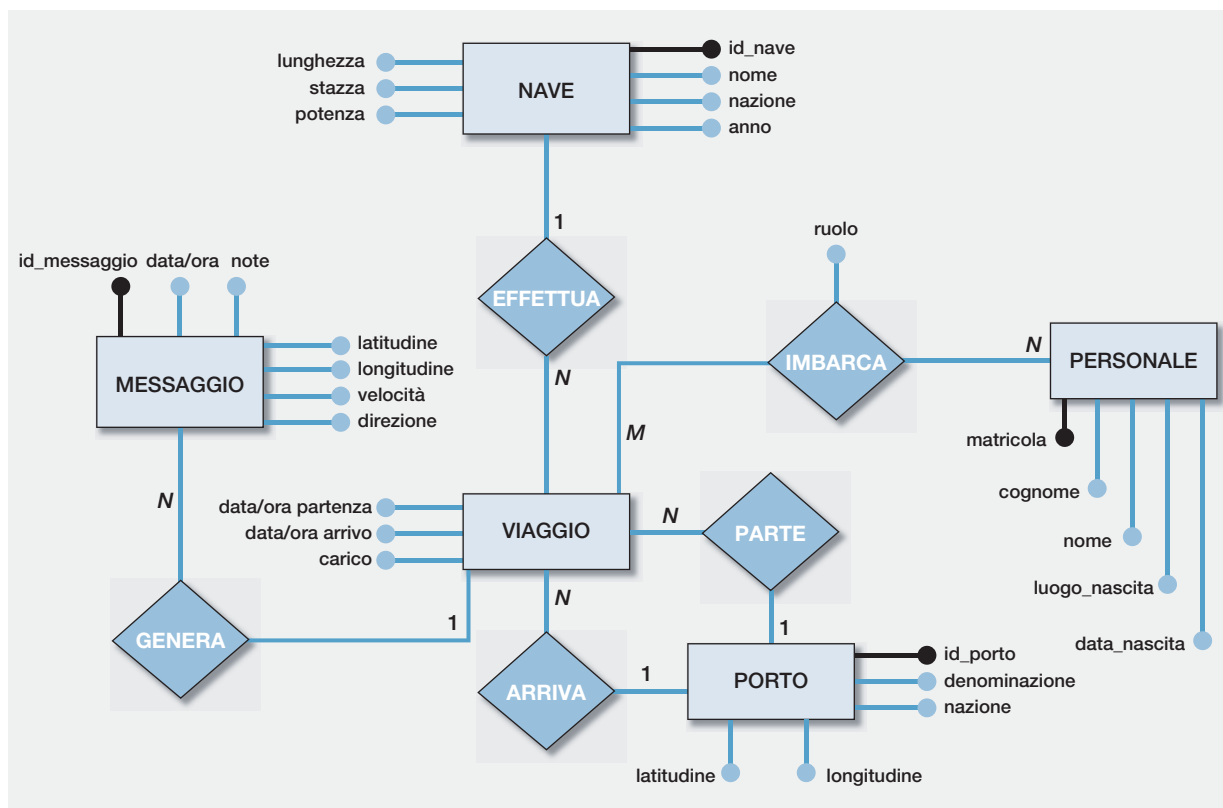 lunghezza
stazza
potenza
NAVE
id_nave
nome
nazione
anno
1
EFFETTUA
N
ruolo
IMBARCA
N
PERSONALE
matricola
cognome
nome
luogo_nascita
data_nascita
id_messaggio data/ora note
MESSAGGIO
latitudine
longitudine
velocità
direzione
N
GENERA
1
M
data/ora partenza
data/ora arrivo
carico
VIAGGIO
N
PARTE
1
N
ARRIVA
1
PORTO
id_porto
denominazione
nazione
latitudine
longitudine